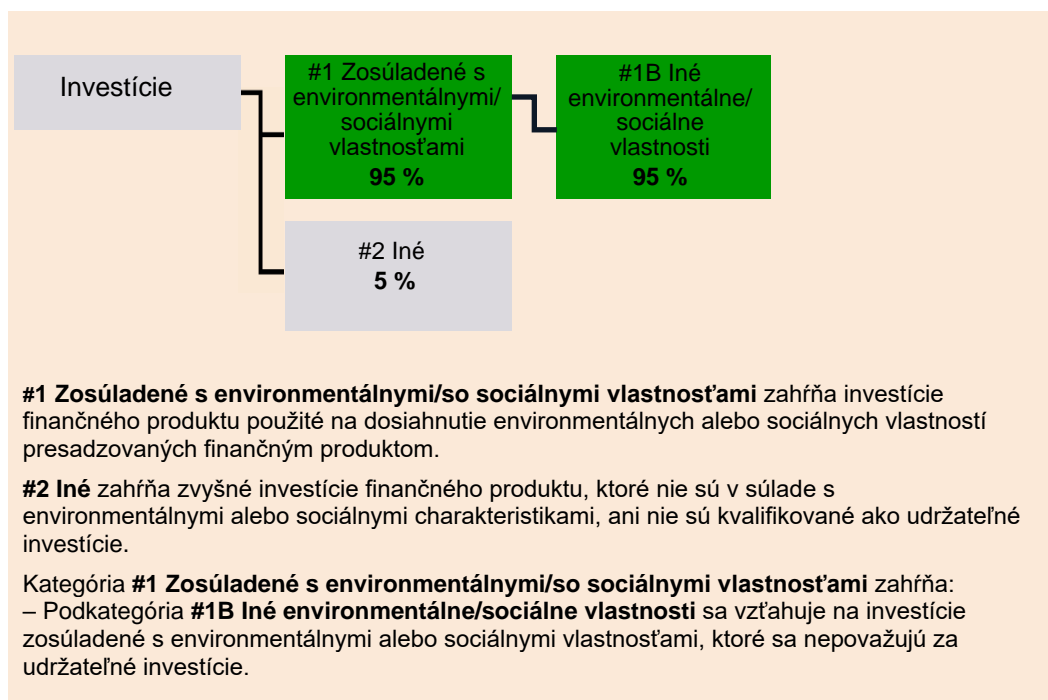 Investície
#1 Zosúladené s
environmentálnymi/
sociálnymi
vlastnosťami
95 %
#1B Iné
environmentálne/
sociálne
vlastnosti
95 %
#2 Iné
5 %
#1 Zosúladené s environmentálnymi/so sociálnymi vlastnosťami zahŕňa investície
finančného produktu použité na dosiahnutie environmentálnych alebo sociálnych vlastností
presadzovaných finančným produktom.
#2 Iné zahŕňa zvyšné investície finančného produktu, ktoré nie sú v súlade s
environmentálnymi alebo sociálnymi charakteristikami, ani nie sú kvalifikované ako udržateľné
investície.
Kategória #1 Zosúladené s environmentálnymi/so sociálnymi vlastnosťami zahŕňa:
– Podkategória #1B Iné environmentálne/sociálne vlastnosti sa vzťahuje na investície
zosúladené s environmentálnymi alebo sociálnymi vlastnosťami, ktoré sa nepovažujú za
udržateľné investície.